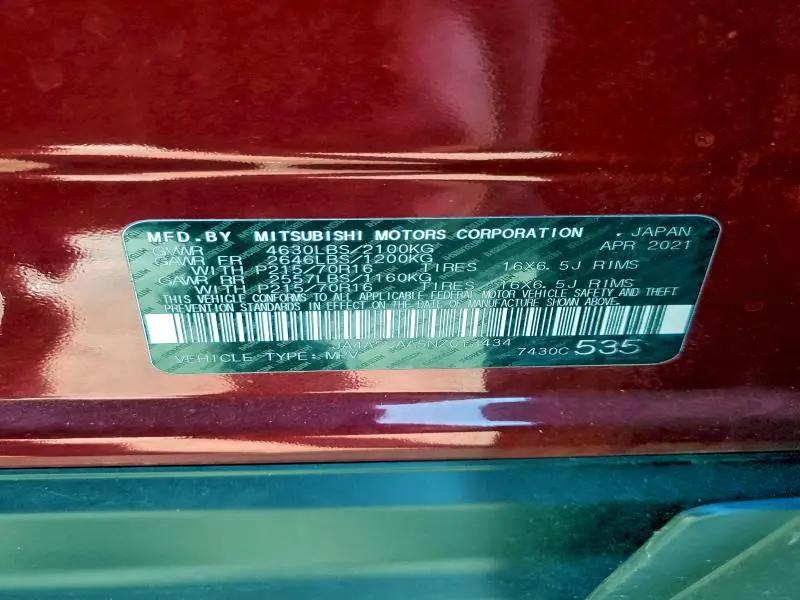 MFD.BY MITSUBISHI MOTORS CORPORATION , JAPAN
GVWR 4630LBS/2100KG APR 2021
GAWR FR 2646LBS/1200KG
WITH P215/70R16 TIRES 16X6.5J RIMS
GAWR RR 2557LBS/1160KG
WITH P215/70R16 TIRES 16X6.5J RIMS
THIS VEHICLE CONFORMS TO ALL APPLICABLE FEDERAL MOTOR VEHICLE SAFETY AND THEFT
PREVENTION STANDARDS IN EFFECT ON THE DATE OF MANUFACTURE SHOWN ABOVE.
VEHICLE TYPE: MPV 7430C 535